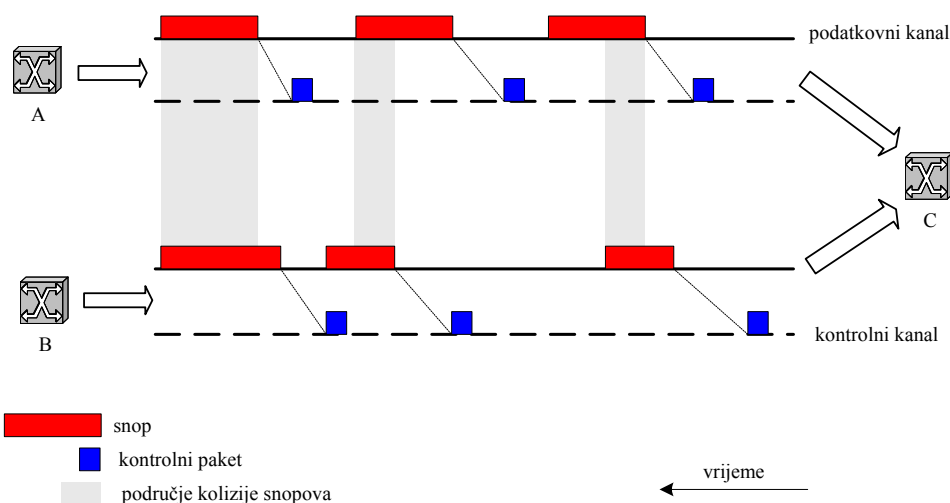 podatkovni kanal
A
C
B
kontrolni kanal
snop
kontrolni paket
vrijeme
područje kolizije snopova